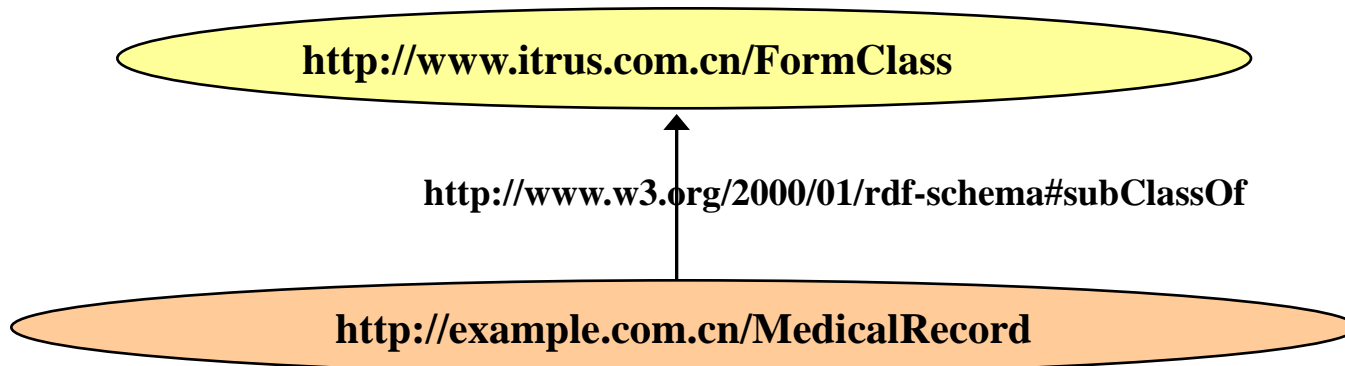 http://www.itrus.com.cn/FormClass
http://www.w3.org/2000/01/rdf-schema#subClassOf
http://example.com.cn/MedicalRecord